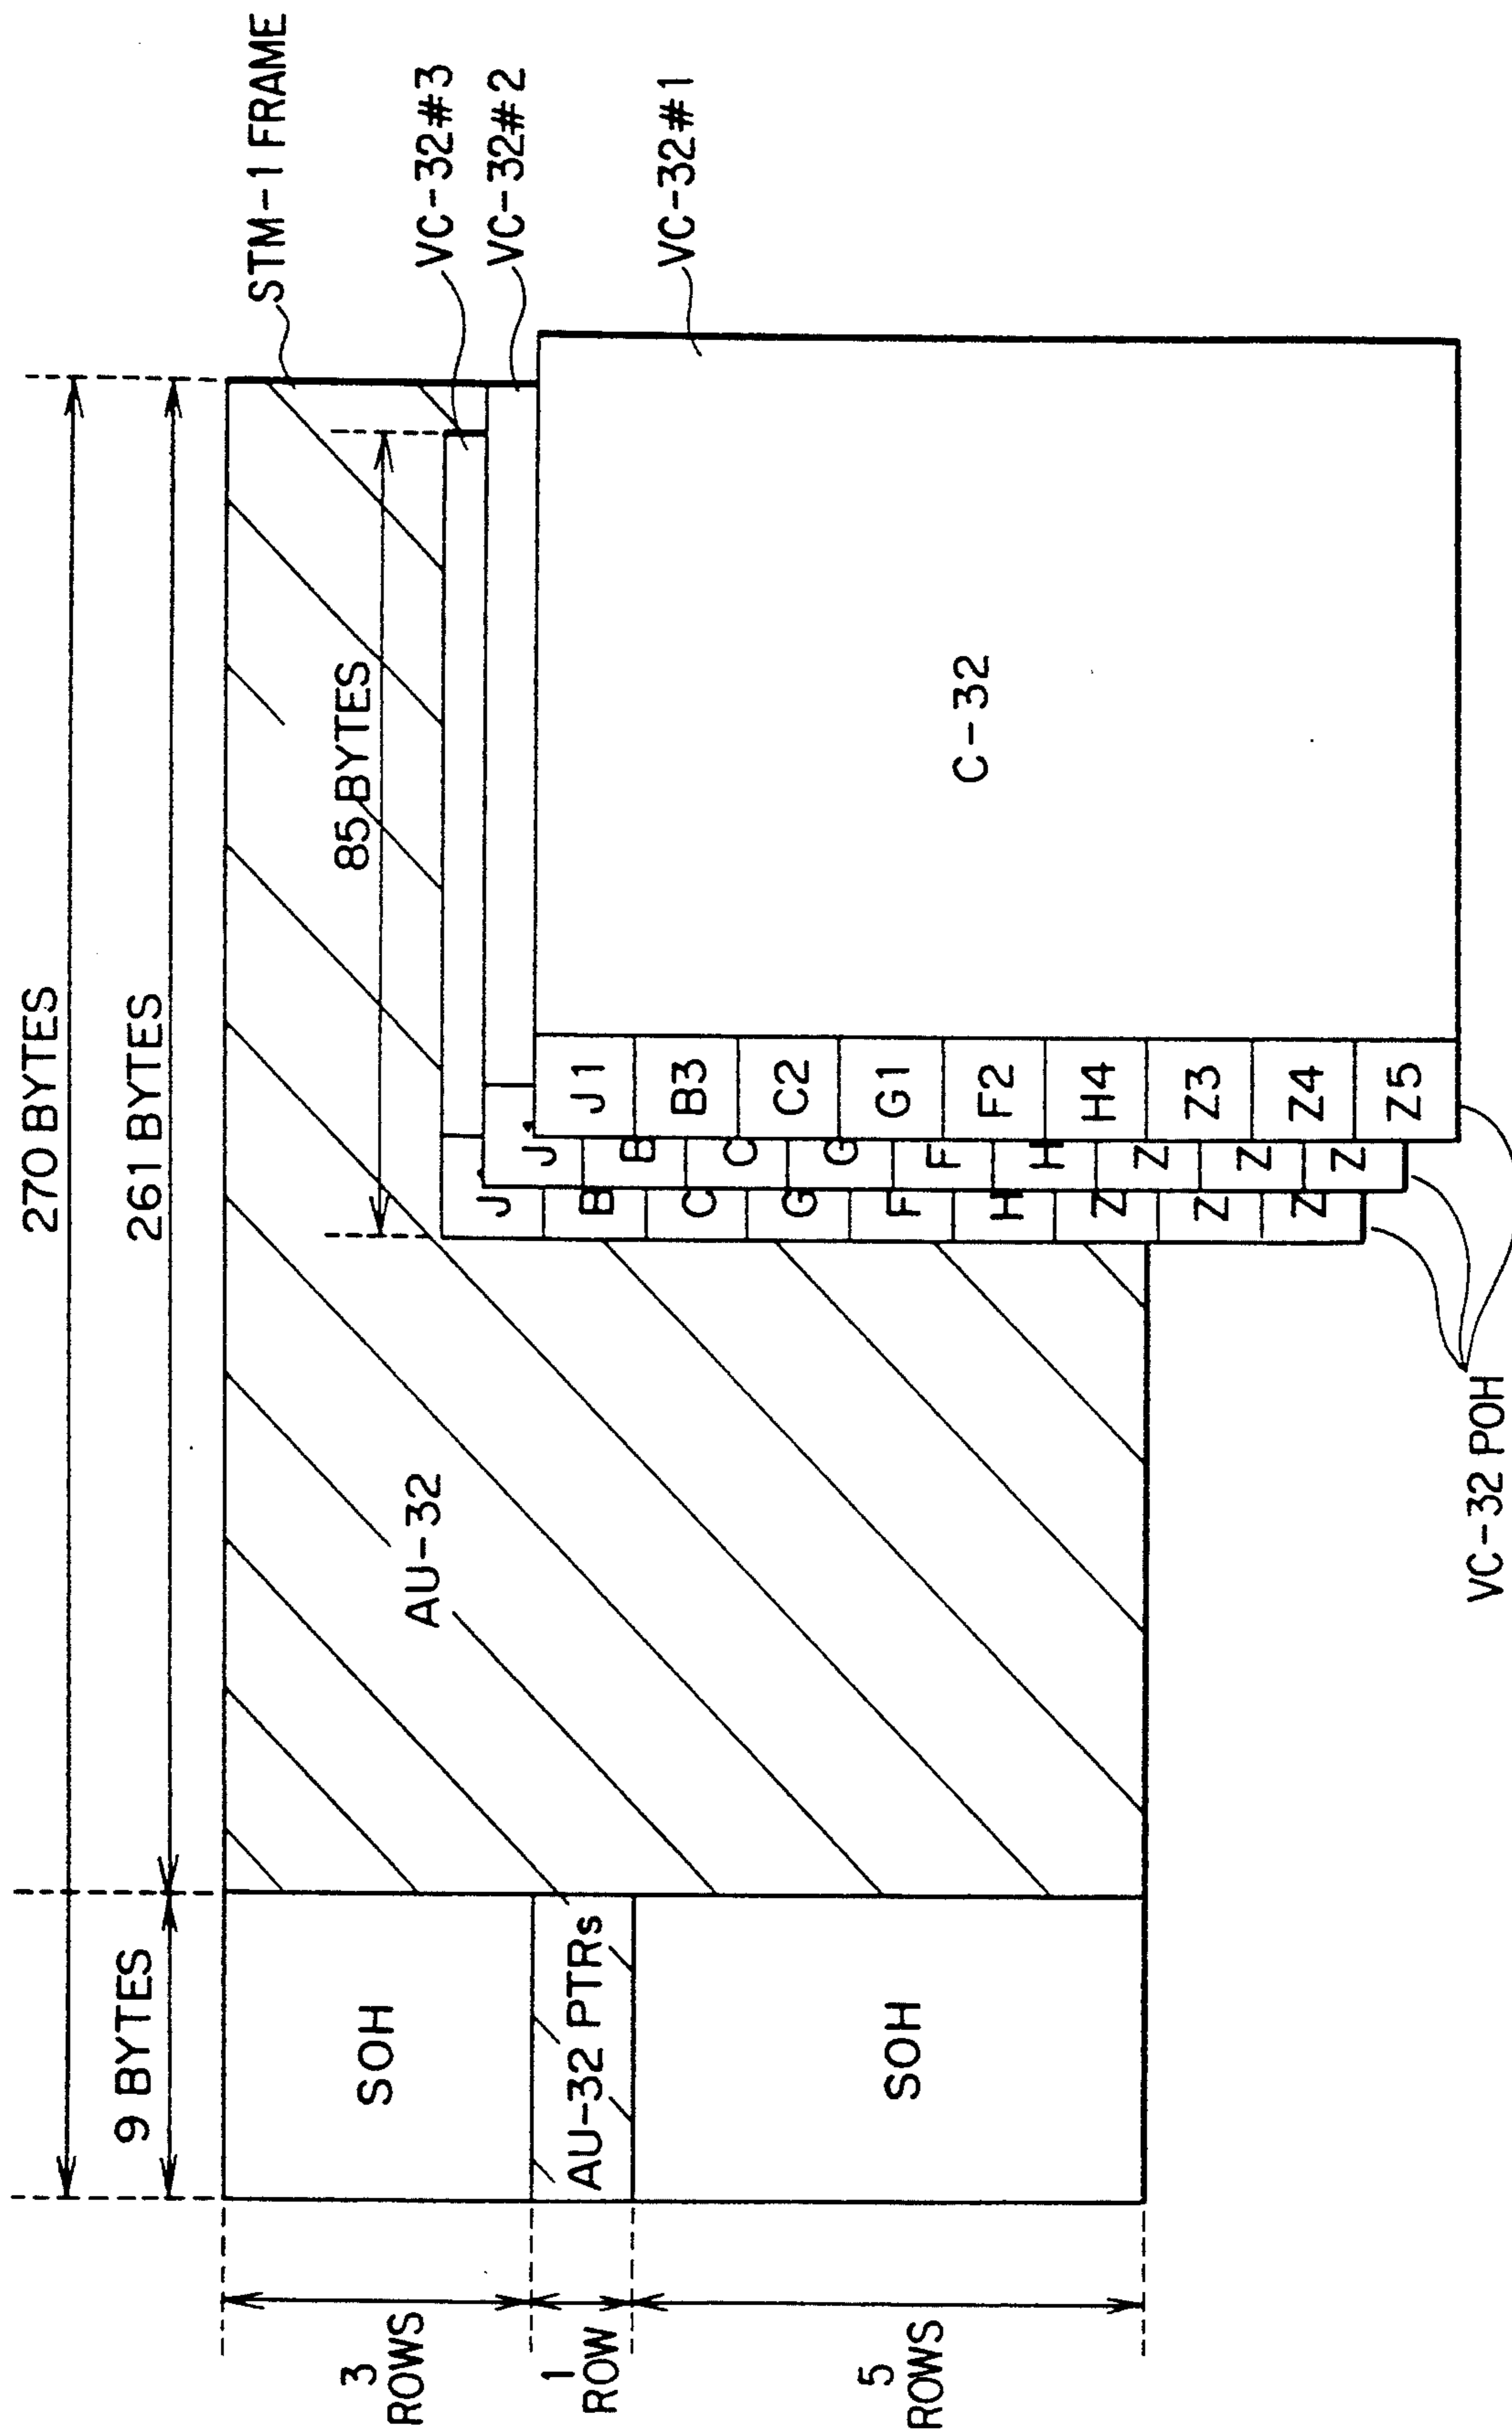 270 BYTES
9 BYTES
261 BYTES
STM-1 FRAME
VC-32#3
VC-32#2
VC-32#1
85 BYTES
3
ROWS
1
ROW
5
ROWS
SOH
AU-32 PTRs
SOH
AU-32
C-32
J
B
C
G
F
H
Z
Z
Z
J1
B
C
G
F
H
Z
Z
Z
J1
B3
C2
G1
F2
H4
Z3
Z4
Z5
VC-32 POH